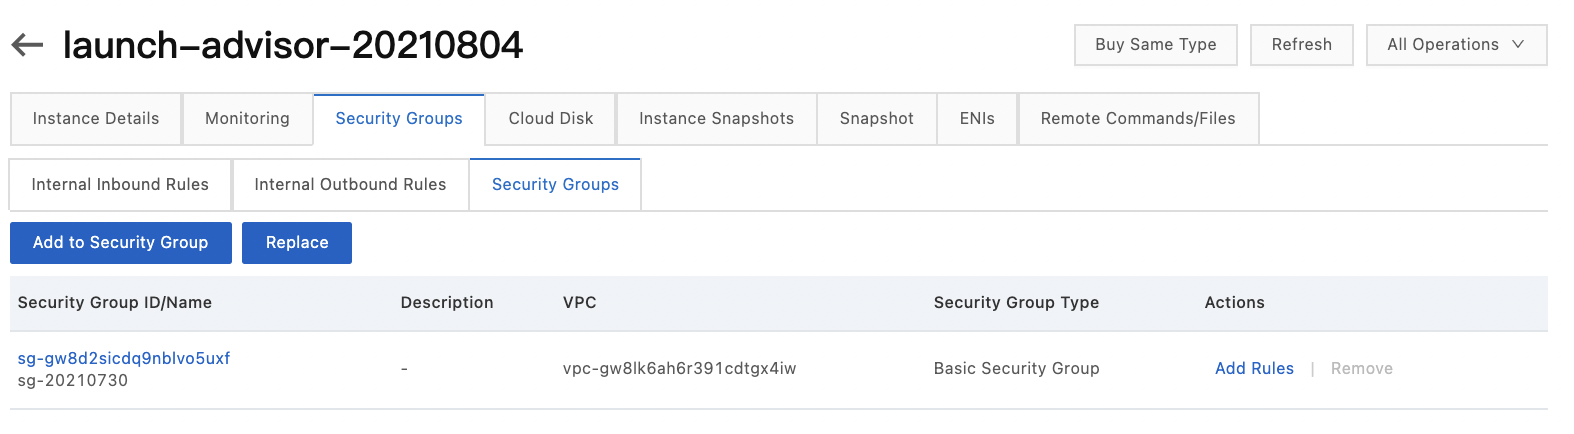 launch-advisor-20210804
Buy Same Type
Refresh
All Operations
Instance Details
Monitoring
Security Groups
Cloud Disk
Instance Snapshots
Snapshot
ENIs
Remote Commands/Files
Internal Inbound Rules
Internal Outbound Rules
Security Groups
Add to Security Group
Replace
Security Group ID/Name
Description
VPC
Security Group Type
Actions
sg-gw8d2sicdq9nblvo5uxf
sg-20210730
-
vpc-gw8lk6ah6r391cdtgx4iw
Basic Security Group
Add Rules | Remove